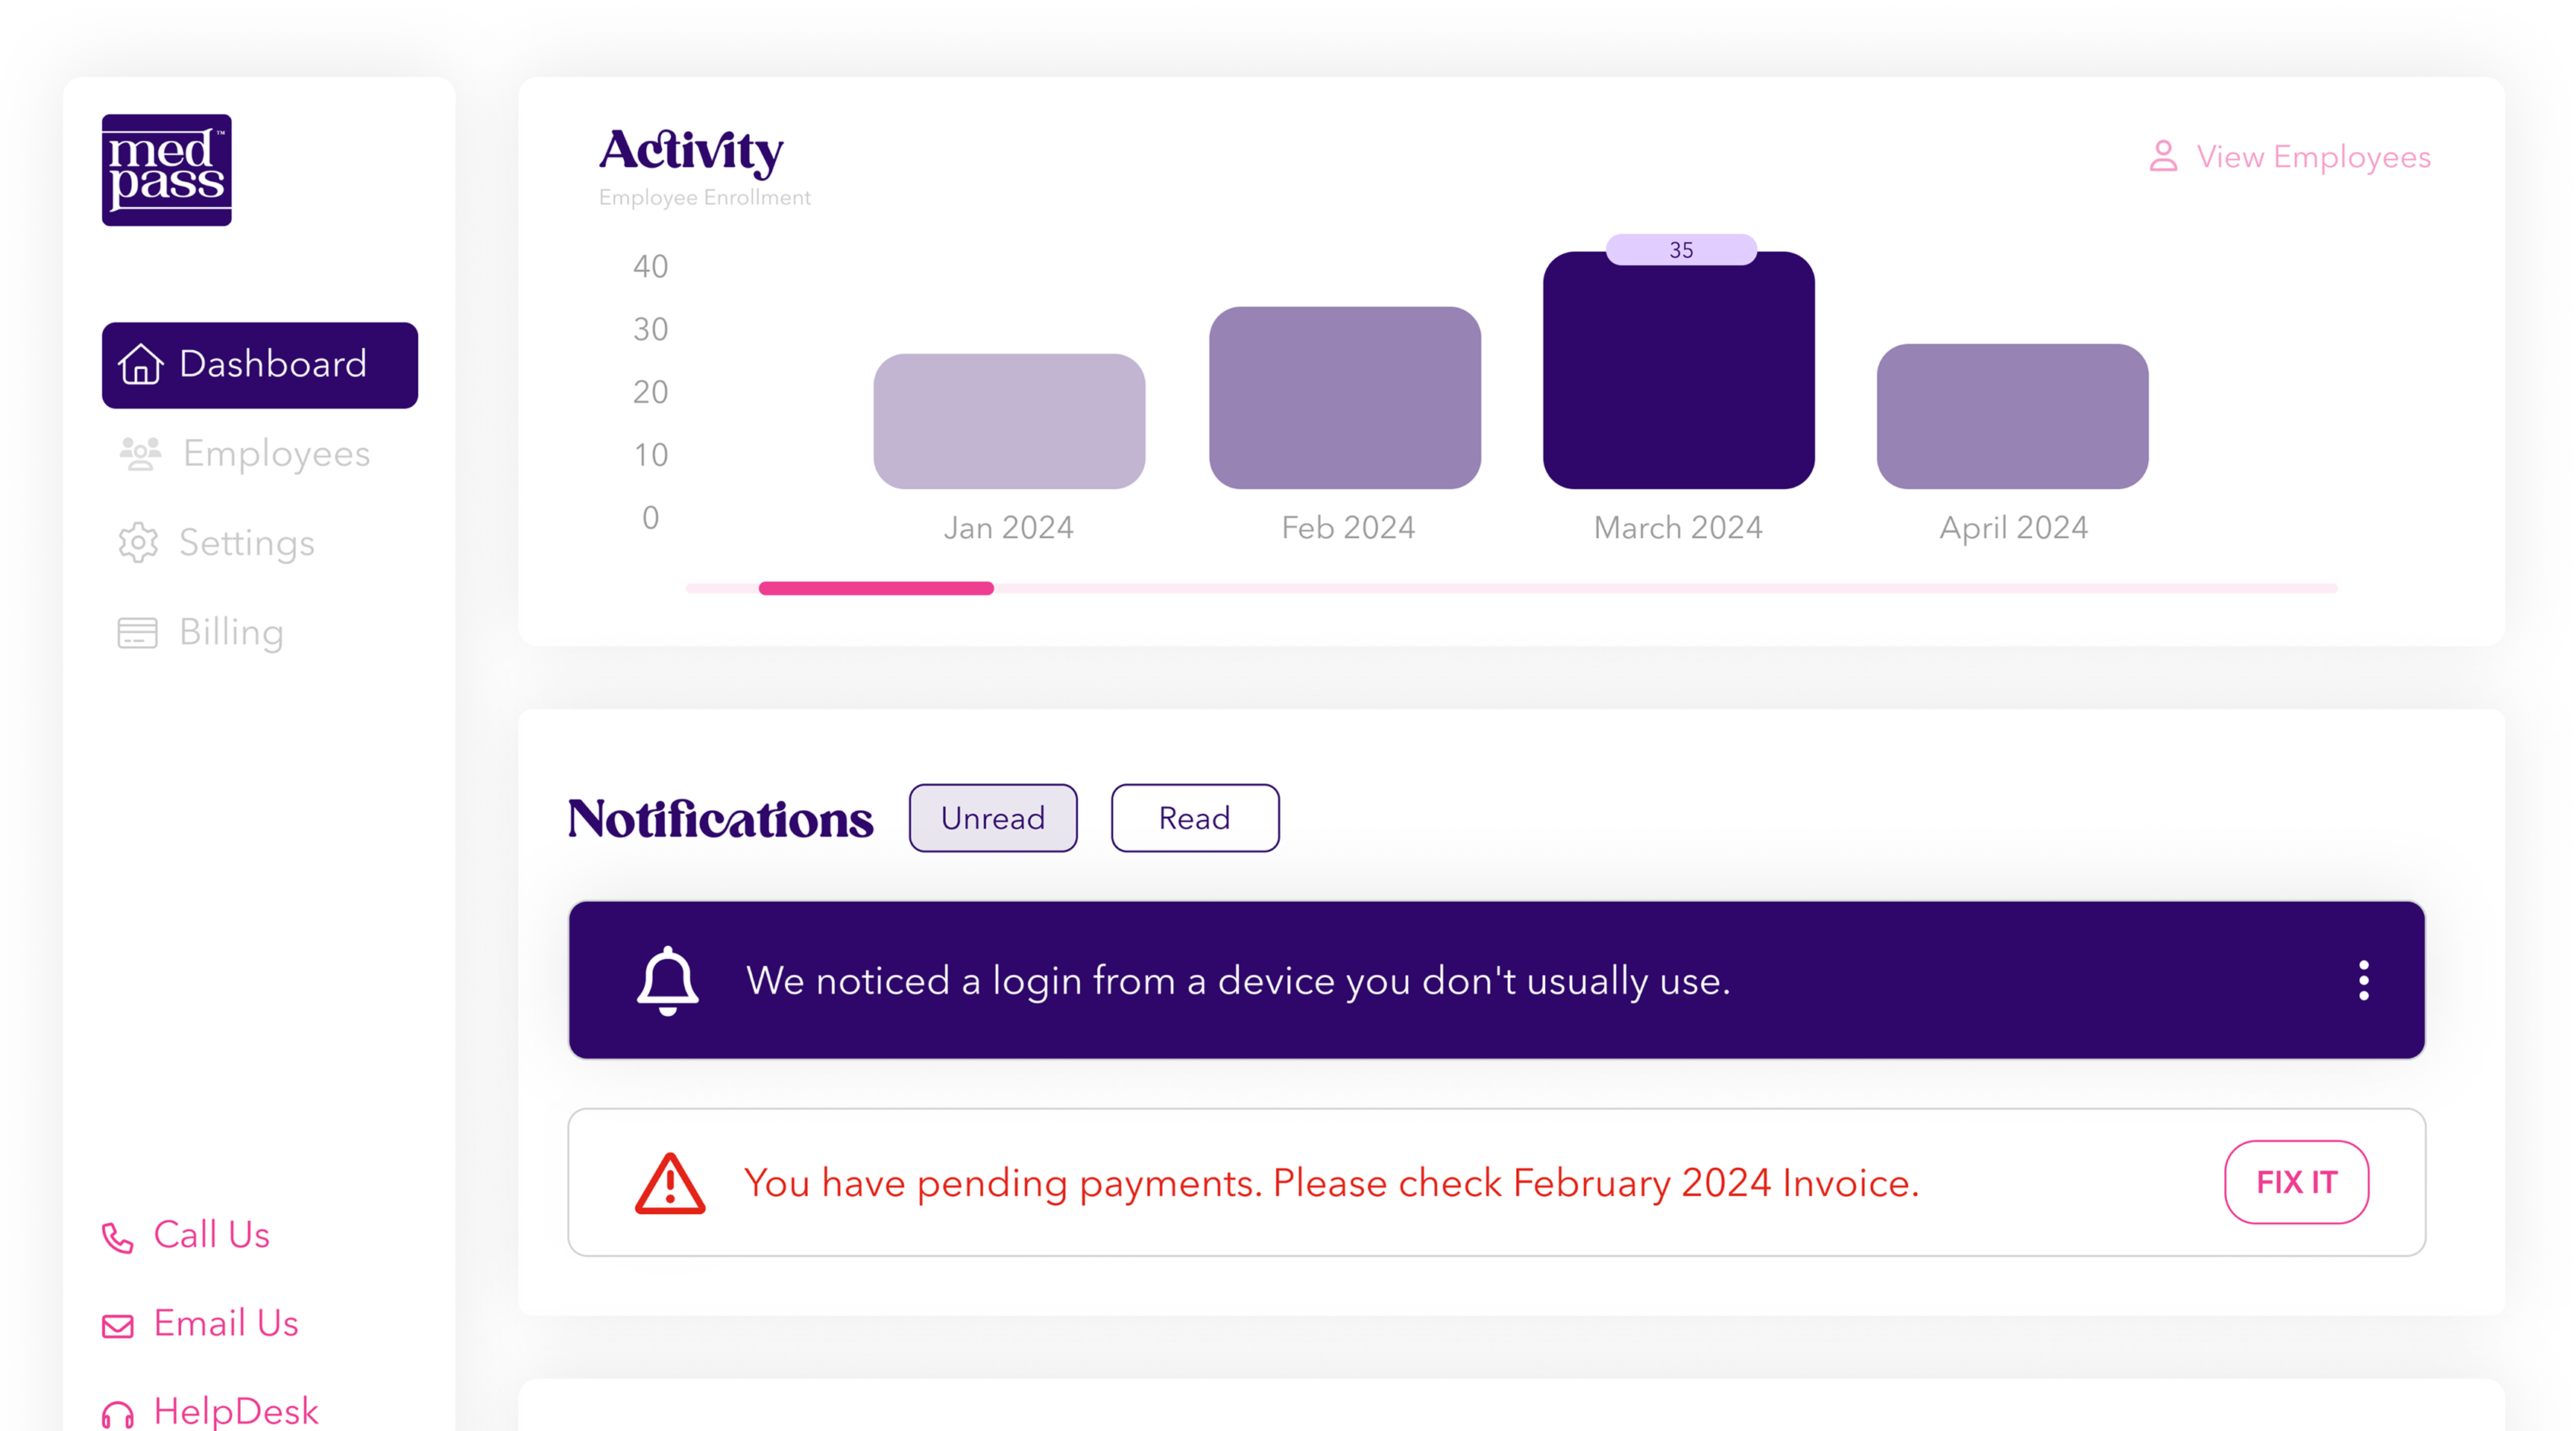 med
pass™
Dashboard
Employees
Settings
Billing
Call Us
Email Us
HelpDesk
Activity
Employee Enrollment
View Employees
40
30
20
10
0
35
Jan 2024
Feb 2024
March 2024
April 2024
Notifications
Unread
Read
We noticed a login from a device you don't usually use.
You have pending payments. Please check February 2024 Invoice.
FIX IT